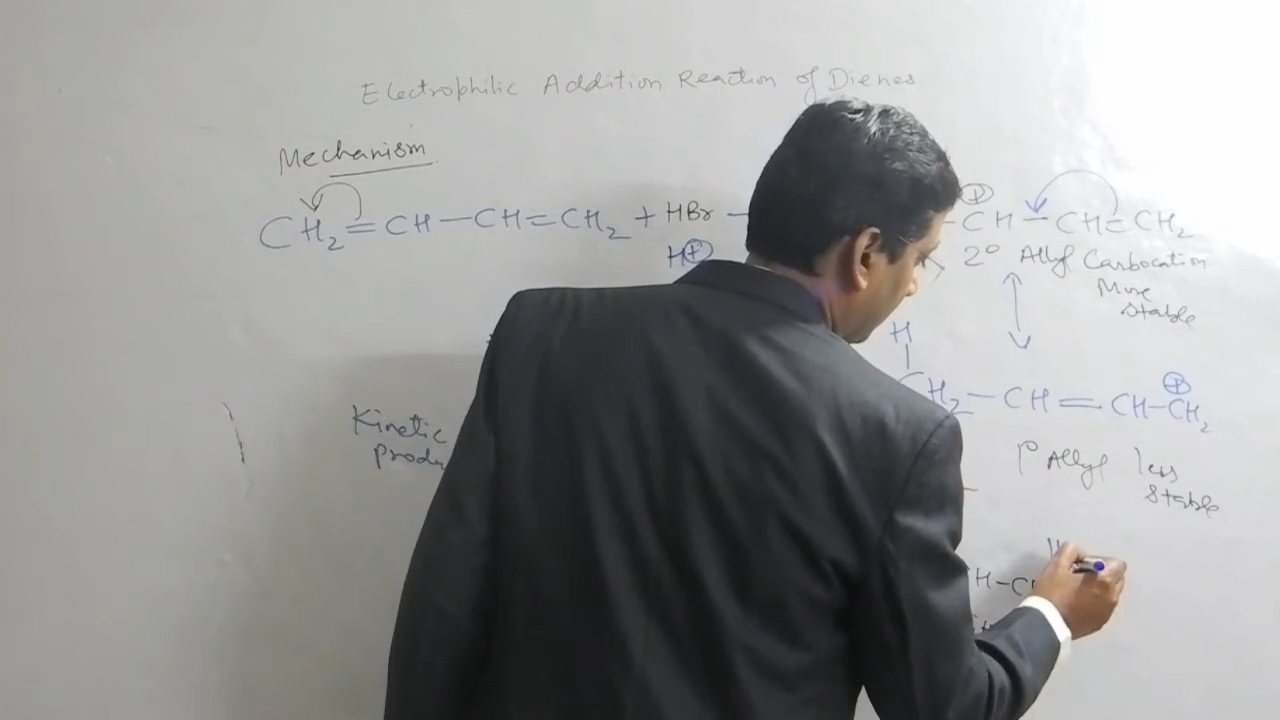 Electrophilic Addition Reaction of Dienes
Mechanism
CH2=CH—CH=CH2 + HBr —
H⊕
—CH—CH=CH2
⊕
2° Allyl Carbocation
More
stable
H
CH2—CH=CH—CH2
⊕
1° Allyl less
stable
Kinetic
H–C